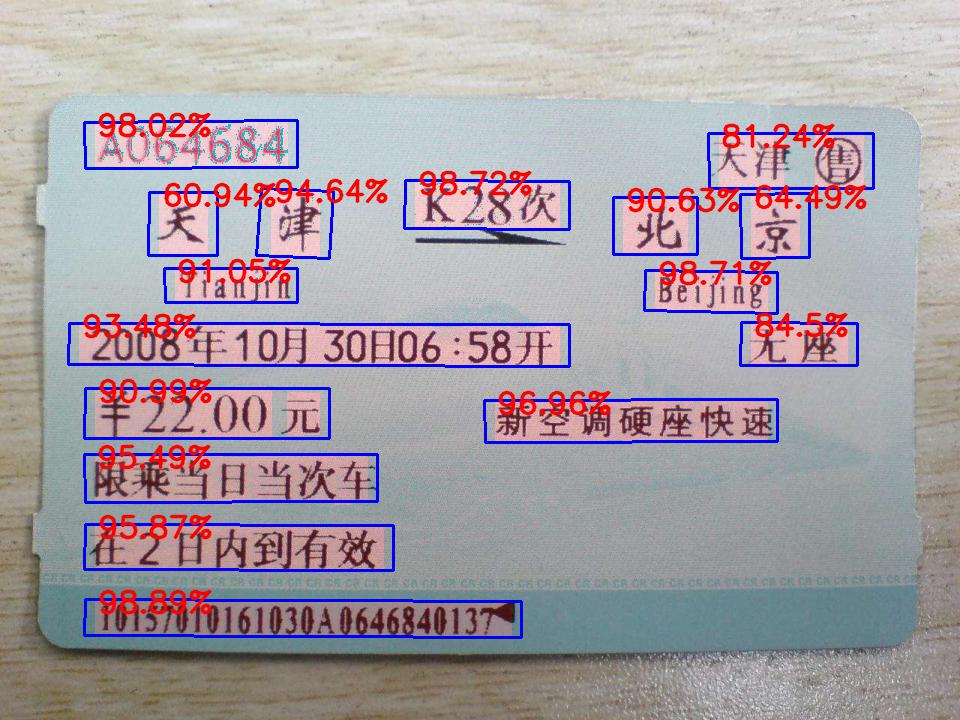 98.02%
A064684
81.24%
天津 售
60.94%
天
94.64%
津
98.72%
K28次
90.63%
北
64.49%
京
91.05%
Tianjin
98.71%
Beijing
93.48%
2008年10月30日06:58开
84.5%
无座
90.99%
¥22.00元
96.96%
新空调硬座快速
95.49%
限乘当日当次车
95.87%
在2日内到有效
98.89%
10157010161030A0646840137